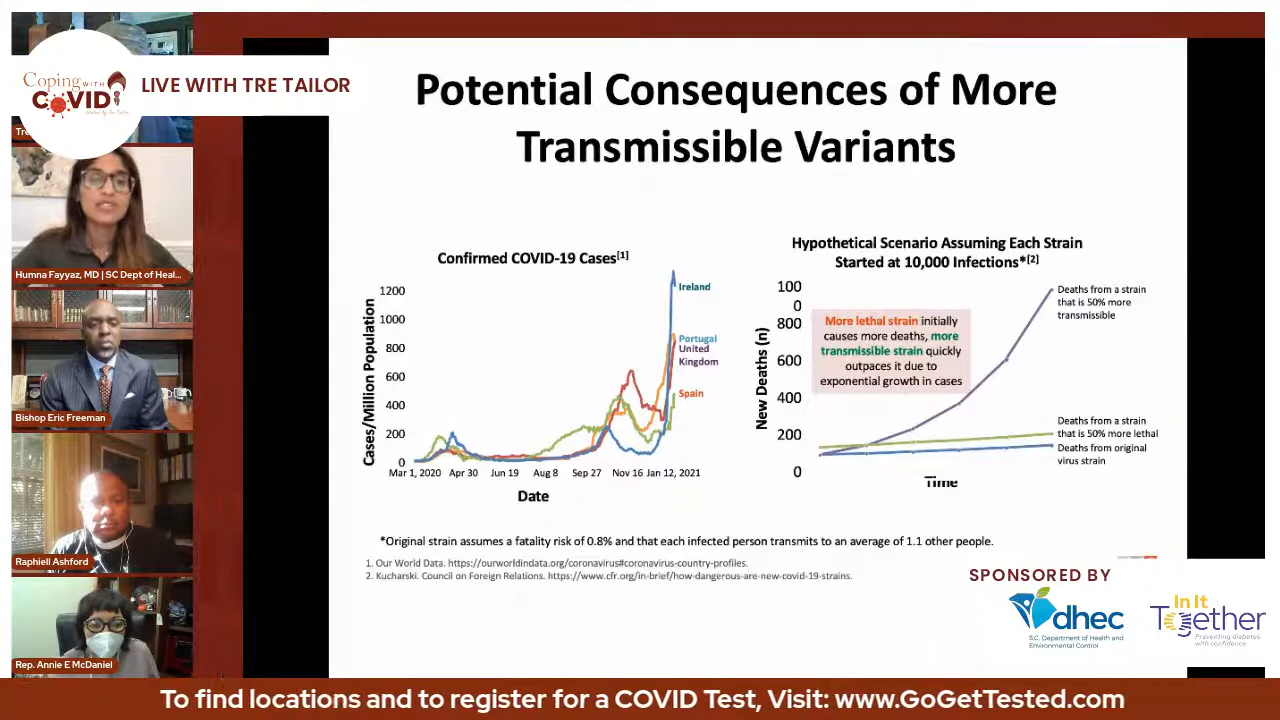 Coping WITH
COVID
LIVE WITH TRE TAILOR
Tre
Humna Fayyaz, MD | SC Dept of Heal...
Bishop Eric Freeman
Raphiell Ashford
Rep. Annie E McDaniel
Potential Consequences of More
Transmissible Variants
Confirmed COVID-19 Cases[1]
Cases/Million Population
1200
1000
800
600
400
200
0
Mar 1, 2020 Apr 30 Jun 19 Aug 8 Sep 27 Nov 16 Jan 12, 2021
Date
Ireland
Portugal
United
Kingdom
Spain
Hypothetical Scenario Assuming Each Strain
Started at 10,000 Infections*[2]
New Deaths (n)
100
0
800
600
400
200
0
More lethal strain initially
causes more deaths, more
transmissible strain quickly
outpaces it due to
exponential growth in cases
Deaths from a strain
that is 50% more
transmissible
Deaths from a strain
that is 50% more lethal
Deaths from original
virus strain
Time
*Original strain assumes a fatality risk of 0.8% and that each infected person transmits to an average of 1.1 other people.
1. Our World Data. https://ourworldindata.org/coronavirus#coronavirus-country-profiles.
2. Kucharski. Council on Foreign Relations. https://www.cfr.org/in-brief/how-dangerous-are-new-covid-19-strains.
SPONSORED BY
dhec
S.C. Department of Health and
Environmental Control
In It
Together
Preventing diabetes
with confidence
To find locations and to register for a COVID Test, Visit: www.GoGetTested.com